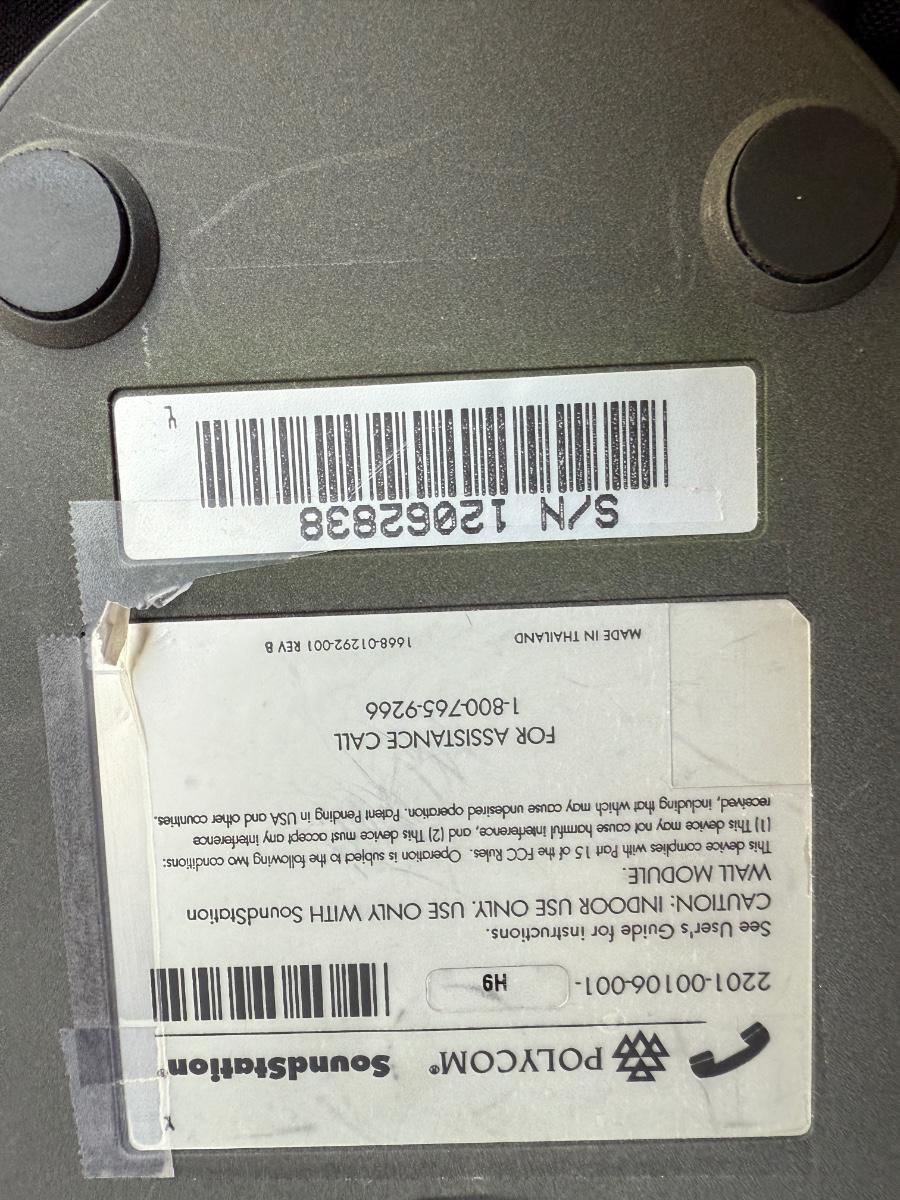 POLYCOM® SoundStation®
2201-00106-001- H9
See User's Guide for instructions.
CAUTION: INDOOR USE ONLY. USE ONLY WITH SoundStation
WALL MODULE.
This device complies with Part 15 of the FCC Rules. Operation is subject to the following two conditions:
(1) This device may not cause harmful interference, and (2) This device must accept any interference
received, including that which may cause undesired operation. Patent Pending in USA and other countries.
FOR ASSISTANCE CALL
1-800-765-9266
MADE IN THAILAND 1668-01292-001 REV B
S/N 12062838